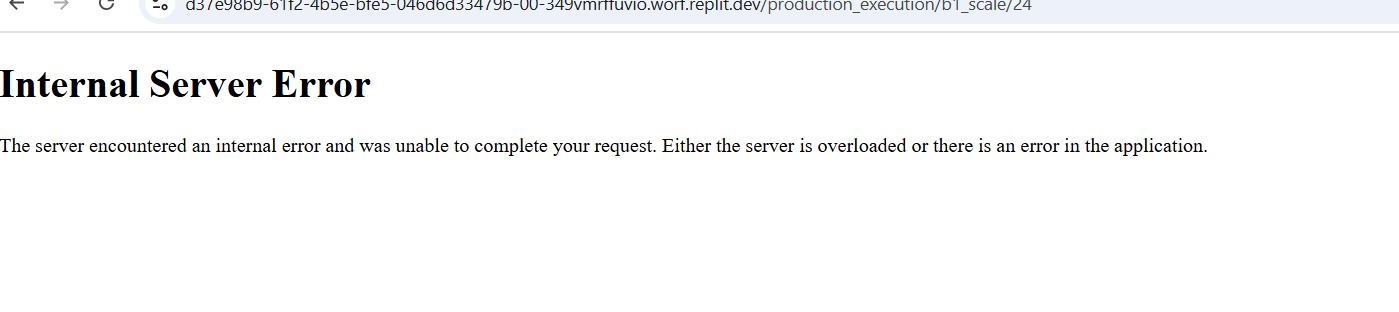 d37e98b9-61f2-4b5e-bfe5-046d6d33479b-00-349vmrffuvio.worf.replit.dev/production_execution/b1_scale/24
Internal Server Error
The server encountered an internal error and was unable to complete your request. Either the server is overloaded or there is an error in the application.